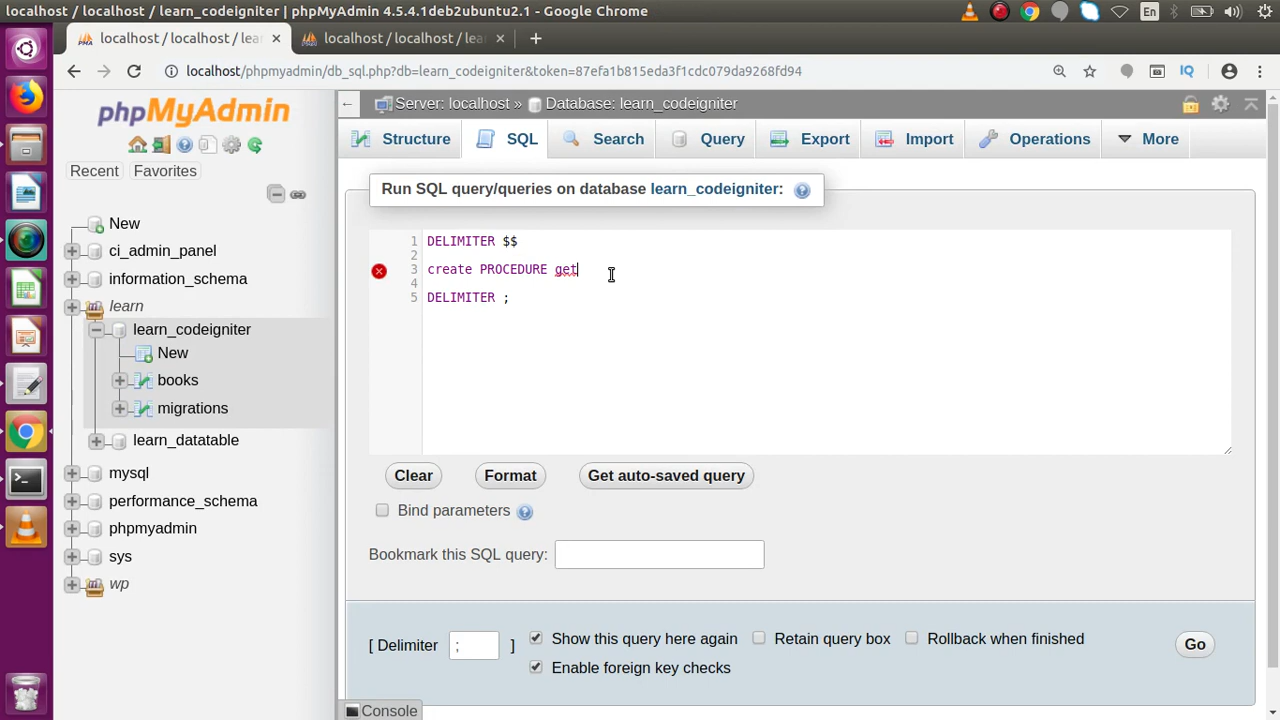 localhost / localhost / learn_codeigniter | phpMyAdmin 4.5.4.1deb2ubuntu2.1 - Google Chrome
En
localhost / localhost / lea
localhost / localhost / lea
localhost/phpmyadmin/db_sql.php?db=learn_codeigniter&token=87efa1b815eda3f1cdc079da9268fd94
IQ
phpMyAdmin
Recent
Favorites
New
ci_admin_panel
information_schema
learn
learn_codeigniter
New
books
migrations
learn_datatable
mysql
performance_schema
phpmyadmin
sys
wp
Server: localhost » Database: learn_codeigniter
Structure
SQL
Search
Query
Export
Import
Operations
More
Run SQL query/queries on database learn_codeigniter:
1 DELIMITER $$
2
3 create PROCEDURE get
4
5 DELIMITER ;
Clear
Format
Get auto-saved query
Bind parameters
Bookmark this SQL query:
[ Delimiter ; ]
Show this query here again
Retain query box
Rollback when finished
Enable foreign key checks
Go
Console